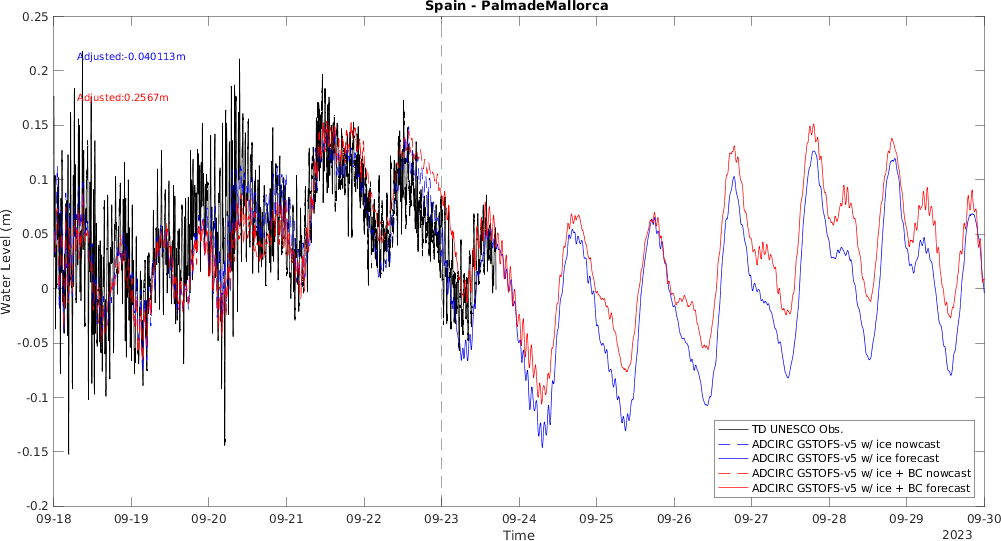 Spain - PalmadeMallorca
Adjusted:-0.040113m
Adjusted:0.2567m
Water Level (m)
0.25
0.2
0.15
0.1
0.05
0
-0.05
-0.1
-0.15
-0.2
TD UNESCO Obs.
ADCIRC GSTOFS-v5 w/ ice nowcast
ADCIRC GSTOFS-v5 w/ ice forecast
ADCIRC GSTOFS-v5 w/ ice + BC nowcast
ADCIRC GSTOFS-v5 w/ ice + BC forecast
09-18 09-19 09-20 09-21 09-22 09-23 09-24 09-25 09-26 09-27 09-28 09-29 09-30
Time
2023